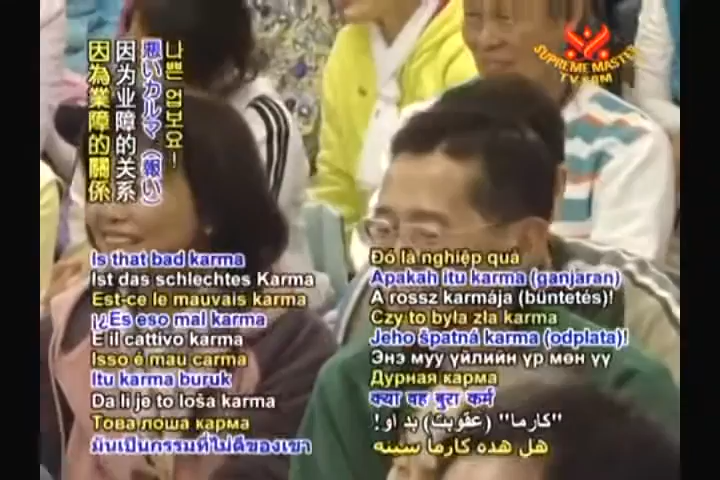 나쁜 업보요!
悪いカルマ（報い）
因为业障的关系
因為業障的關係
SUPREME MASTER
TV.COM
Is that bad karma
Ist das schlechtes Karma
Est-ce le mauvais karma
¡¿Es eso mal karma
E il cattivo karma
Isso é mau carma
Itu karma buruk
Da li je to loša karma
Това лоша карма
มันเป็นกรรมที่ไม่ดีของเขา
Đó là nghiệp quả
Apakah itu karma (ganjaran)
A rossz karmája (büntetés)!
Czy to była zła karma
Jeho špatná karma (odplata)!
Энэ муу үйлийн үр мөн үү
Дурная карма
क्या वह बुरा कर्म
"کارما" (عقوبت) بد او!
هل هذه كارما سيئة